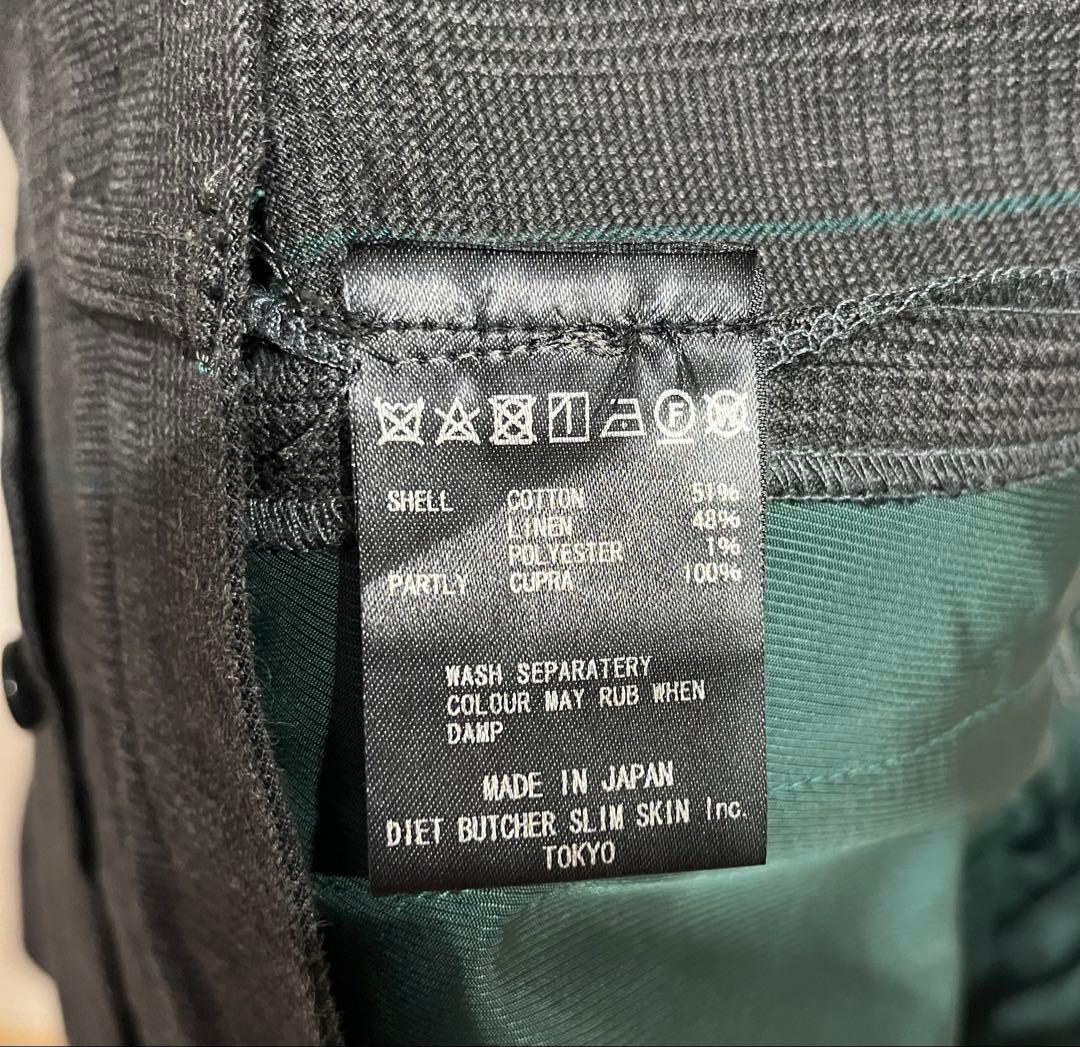 F W
SHELL COTTON 51%
LINEN 48%
POLYESTER 1%
PARTLY CUPRA 100%
WASH SEPARATERY
COLOUR MAY RUB WHEN
DAMP
MADE IN JAPAN
DIET BUTCHER SLIM SKIN Inc.
TOKYO